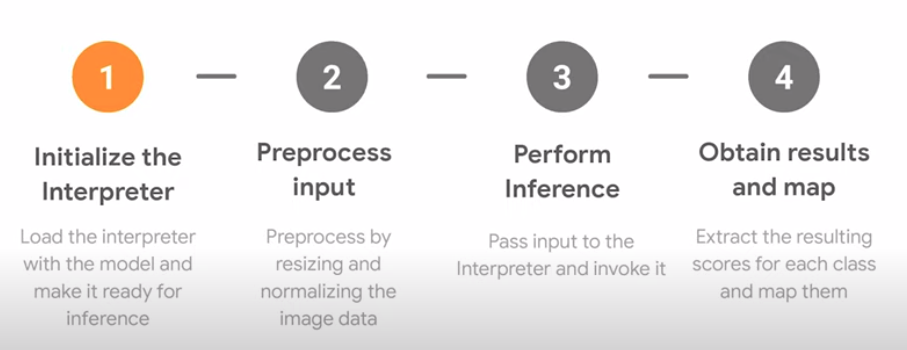 1
2
3
4
Initialize the
Interpreter
Load the interpreter
with the model and
make it ready for
inference
Preprocess
input
Preprocess by
resizing and
normalizing the
image data
Perform
Inference
Pass input to the
Interpreter and invoke it
Obtain results
and map
Extract the resulting
scores for each class
and map them